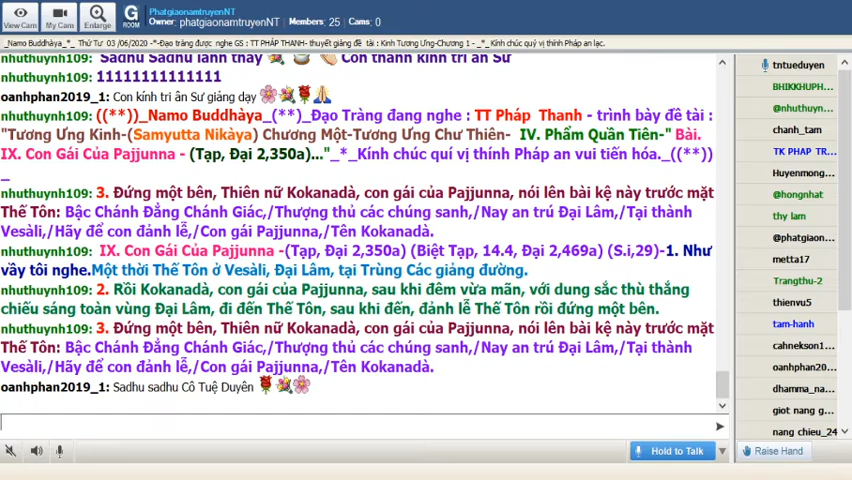 View Cam
My Cam
Enlarge
G
ROOM
PhatgiaonamtruyenNT
Owner: phatgiaonamtruyenNT Members: 25 Cams: 0
_Namo Buddhàya_*_ Thứ Tư 03 /06/2020 -*-Đạo tràng được nghe GS : TT PHÁP THANH- thuyết giảng đề tài : Kinh Tương Ưng-Chương 1 - _*_ Kính chúc quý vị thính Pháp an lạc.
nhuthuynh109: Sadhu Sadhu lành thay Con thành kính tri ân Sư
nhuthuynh109: 11111111111111
oanhphan2019_1: Con kính tri ân Sư giảng dạy
nhuthuynh109: ((**)_Namo Buddhàya_(**)_Đạo Tràng đang nghe : TT Pháp Thanh - trình bày đề tài :
"Tương Ưng Kinh-(Samyutta Nikàya) Chương Một-Tương Ưng Chư Thiên- IV. Phẩm Quần Tiên-" Bài.
IX. Con Gái Của Pajjunna - (Tạp, Đại 2,350a)..."_*_Kính chúc quí vị thính Pháp an vui tiến hóa._((**))
_
nhuthuynh109: 3. Đứng một bên, Thiên nữ Kokanadà, con gái của Pajjunna, nói lên bài kệ này trước mặt
Thế Tôn: Bậc Chánh Đẳng Chánh Giác,/Thượng thủ các chúng sanh,/Nay an trú Đại Lâm,/Tại thành
Vesàli,/Hãy để con đảnh lễ,/Con gái Pajjunna,/Tên Kokanadà.
nhuthuynh109: IX. Con Gái Của Pajjunna -(Tạp, Đại 2,350a) (Biệt Tạp, 14.4, Đại 2,469a) (S.i,29)-1. Như
vầy tôi nghe.Một thời Thế Tôn ở Vesàli, Đại Lâm, tại Trùng Các giảng đường.
nhuthuynh109: 2. Rồi Kokanadà, con gái của Pajjunna, sau khi đêm vừa mãn, với dung sắc thù thắng
chiếu sáng toàn vùng Đại Lâm, đi đến Thế Tôn, sau khi đến, đảnh lễ Thế Tôn rồi đứng một bên.
nhuthuynh109: 3. Đứng một bên, Thiên nữ Kokanadà, con gái của Pajjunna, nói lên bài kệ này trước mặt
Thế Tôn: Bậc Chánh Đẳng Chánh Giác,/Thượng thủ các chúng sanh,/Nay an trú Đại Lâm,/Tại thành
Vesàli,/Hãy để con đảnh lễ,/Con gái Pajjunna,/Tên Kokanadà.
oanhphan2019_1: Sadhu sadhu Cô Tuệ Duyên
Hold to Talk
tntueduyen
BHIKKHUPH...
@nhuthuyn...
chanh_tam
TK PHAP TR...
Huyenmong...
@hongnhat
thy lam
@phatgiaon...
metta17
Trangthu-2
thienvu5
tam-hanh
cahnekson1...
oanhphan20...
dhamma_na...
giot nang g...
nang chieu_24
Raise Hand